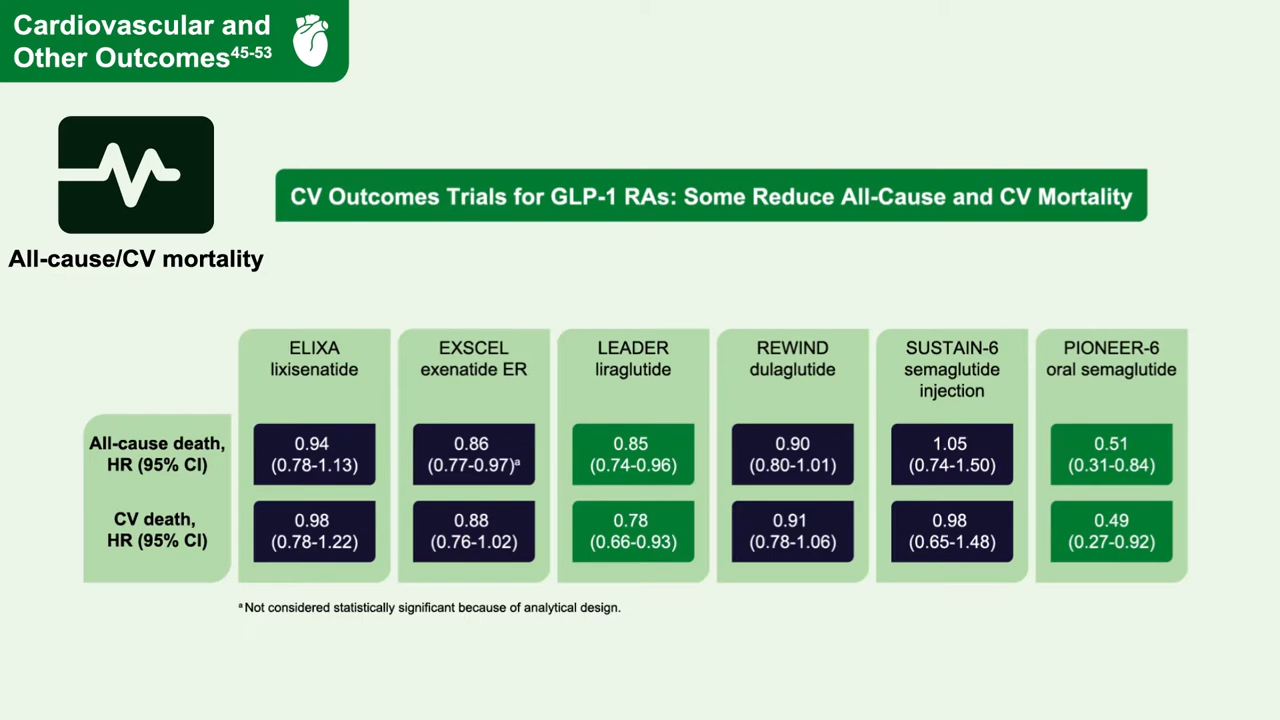 Cardiovascular and
Other Outcomes45-53
All-cause/CV mortality
CV Outcomes Trials for GLP-1 RAs: Some Reduce All-Cause and CV Mortality
ELIXA
lixisenatide
EXSCEL
exenatide ER
LEADER
liraglutide
REWIND
dulaglutide
SUSTAIN-6
semaglutide
injection
PIONEER-6
oral semaglutide
All-cause death,
HR (95% CI)
0.94
(0.78-1.13)
0.86
(0.77-0.97)a
0.85
(0.74-0.96)
0.90
(0.80-1.01)
1.05
(0.74-1.50)
0.51
(0.31-0.84)
CV death,
HR (95% CI)
0.98
(0.78-1.22)
0.88
(0.76-1.02)
0.78
(0.66-0.93)
0.91
(0.78-1.06)
0.98
(0.65-1.48)
0.49
(0.27-0.92)
a Not considered statistically significant because of analytical design.